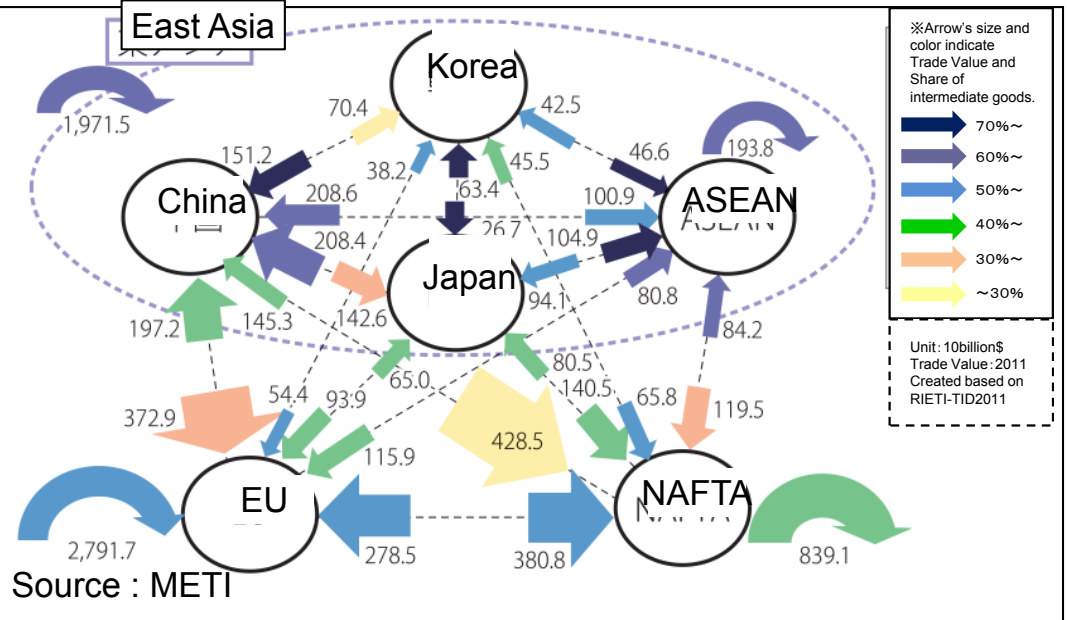 East Asia
※Arrow's size and
color indicate
Trade Value and
Share of
intermediate goods.
70%~
60%~
50%~
40%~
30%~
~30%
Unit：10billion$
Trade Value：2011
Created based on
RIETI-TID2011
1,971.5
Korea
70.4
42.5
193.8
151.2
38.2
45.5
46.6
63.4
China
208.6
100.9
ASEAN
ASEAN
26.7
208.4
104.9
Japan
94.1
80.8
197.2
145.3
142.6
84.2
65.0
80.5
54.4
93.9
140.5
65.8
119.5
372.9
428.5
115.9
EU
NAFTA
NAFTA
2,791.7
278.5
380.8
839.1
Source : METI